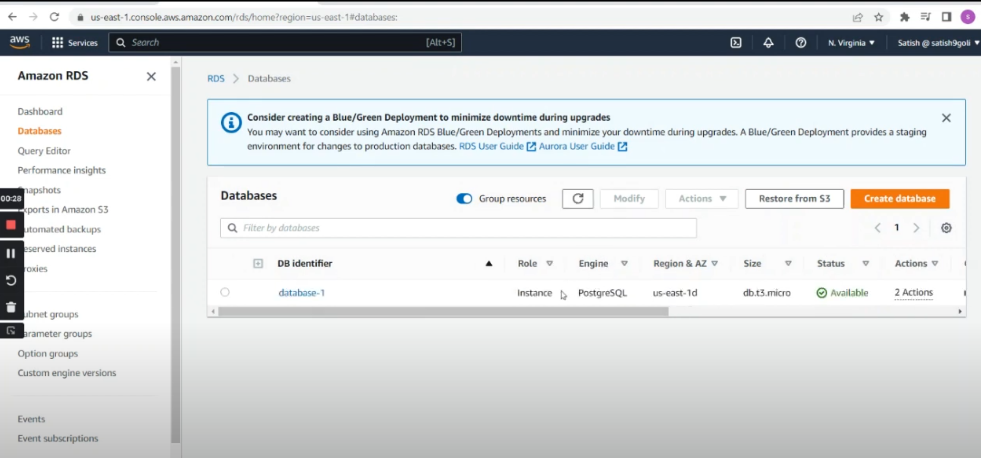 us-east-1.console.aws.amazon.com/rds/home?region=us-east-1#databases:
S
aws Services Search [Alt+S] N. Virginia ▼ Satish @ satish9goli ▼
Amazon RDS
Dashboard
Databases
Query Editor
Performance insights
Snapshots
00:28
xports in Amazon S3
utomated backups
eserved instances
roxies
ubnet groups
arameter groups
Option groups
Custom engine versions
Events
Event subscriptions
RDS > Databases
Consider creating a Blue/Green Deployment to minimize downtime during upgrades
You may want to consider using Amazon RDS Blue/Green Deployments and minimize your downtime during upgrades. A Blue/Green Deployment provides a staging
environment for changes to production databases. RDS User Guide Aurora User Guide
Databases Group resources Modify Actions ▼ Restore from S3 Create database
Filter by databases 1
DB identifier Role Engine Region & AZ Size Status Actions
database-1 Instance PostgreSQL us-east-1d db.t3.micro Available 2 Actions